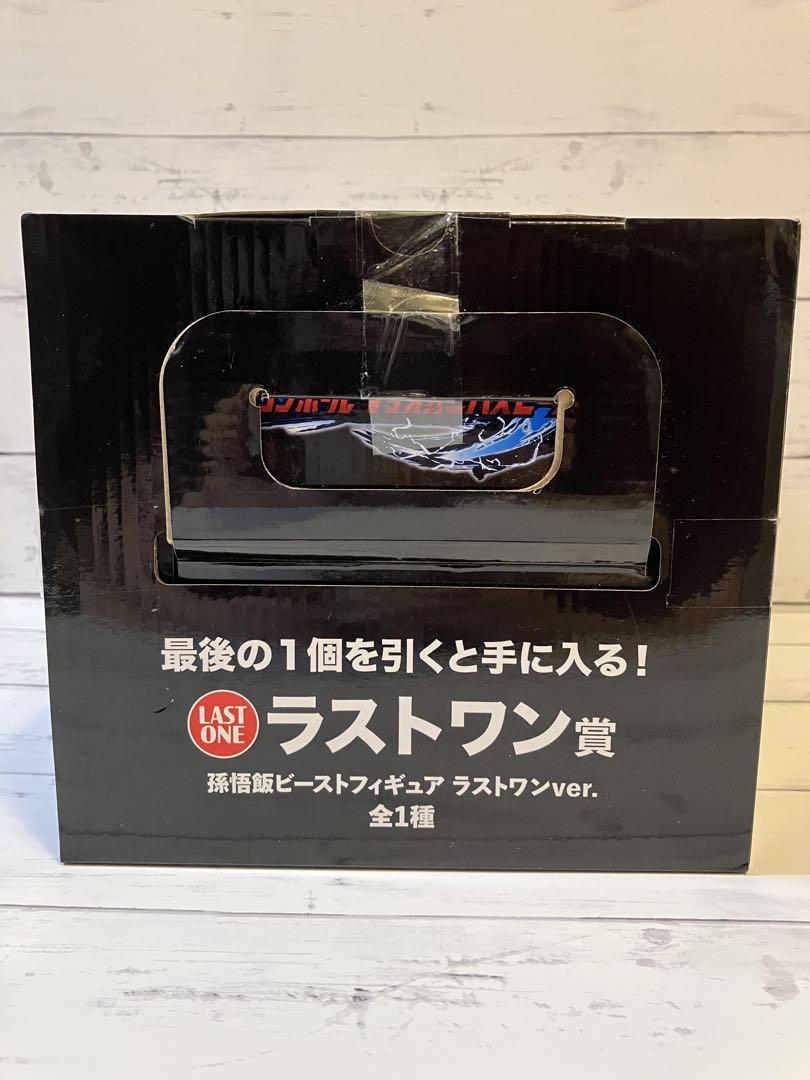 最後の1個を引くと手に入る!
LAST ONE ラストワン賞
孫悟飯ビーストフィギュア ラストワンver.
全1種